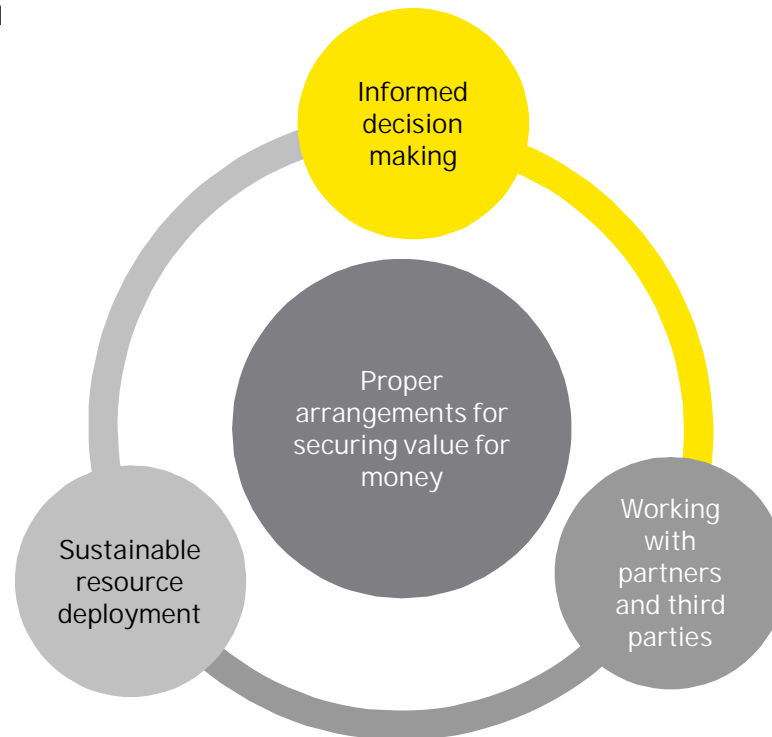 Informed
decision
making
Proper
arrangements for
securing value for
money
Sustainable
resource
deployment
Working
with
partners
and third
parties